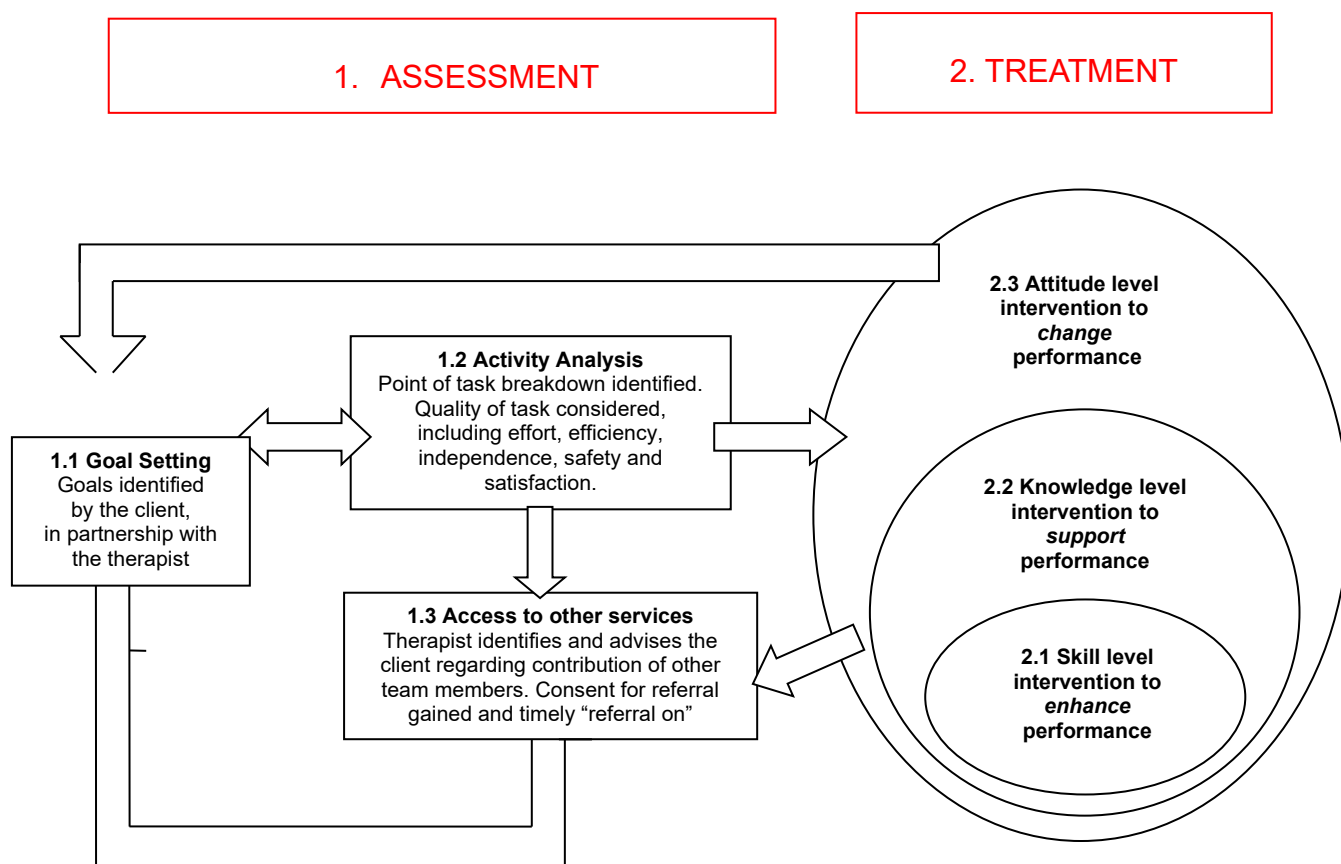 1. ASSESSMENT
2. TREATMENT
2.3 Attitude level
intervention to
change
performance
1.2 Activity Analysis
Point of task breakdown identified.
Quality of task considered,
including effort, efficiency,
independence, safety and
satisfaction.
1.1 Goal Setting
Goals identified
by the client,
in partnership with
the therapist
2.2 Knowledge level
intervention to
support
performance
1.3 Access to other services
Therapist identifies and advises the
client regarding contribution of other
team members. Consent for referral
gained and timely “referral on”
2.1 Skill level
intervention to
enhance
performance